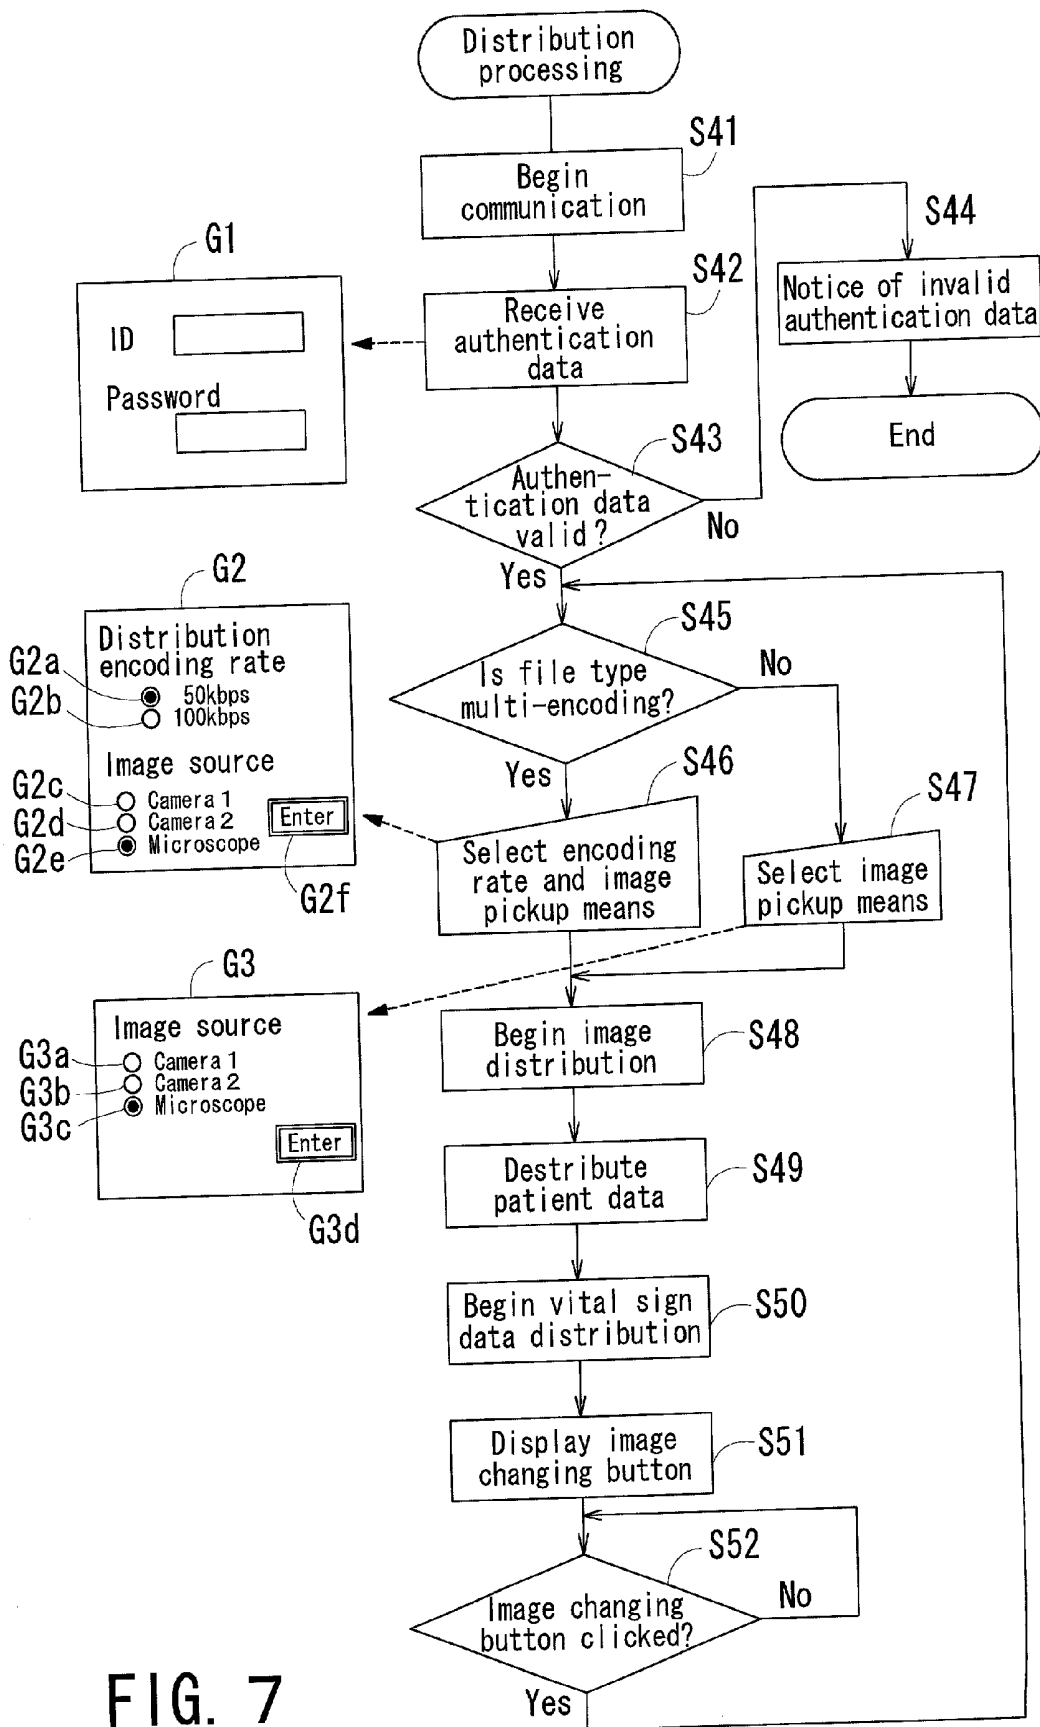 Distribution
processing
S41
Begin
communication
S44
G1
S42
Notice of invalid
authentication data
Receive
authentication
data
ID
Password
End
S43
Authen-
tication data
valid?
No
Yes
G2
S45
Distribution
encoding rate
G2a
50kbps
G2b
100kbps
Is file type
multi-encoding?
No
Yes
Image source
S46
S47
G2c
Camera 1
G2d
Camera 2
G2e
Microscope
Enter
G2f
Select encoding
rate and image
pickup means
Select image
pickup means
G3
Image source
G3a
Camera 1
G3b
Camera 2
G3c
Microscope
Enter
G3d
Begin image
distribution
S48
Destribute
patient data
S49
Begin vital sign
data distribution
S50
Display image
changing button
S51
S52
Image changing
button clicked?
No
Yes
FIG. 7